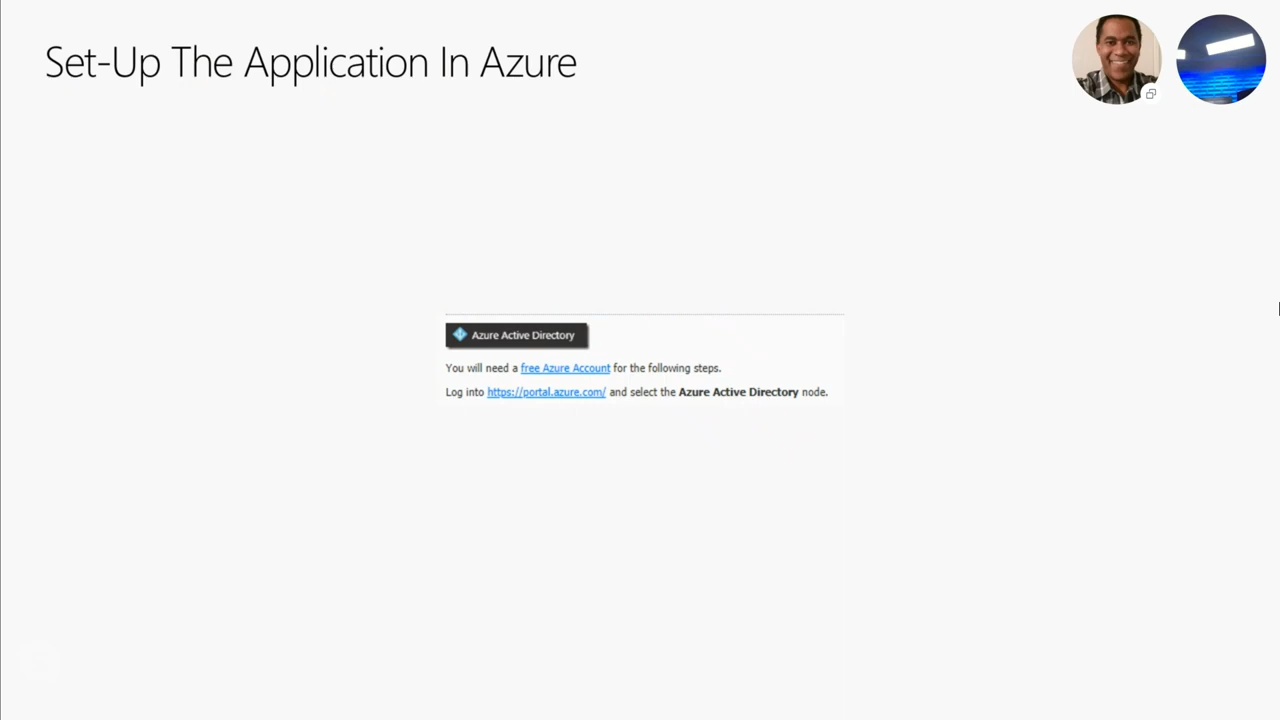 Set-Up The Application In Azure
Azure Active Directory
You will need a free Azure Account for the following steps.
Log into https://portal.azure.com/ and select the Azure Active Directory node.